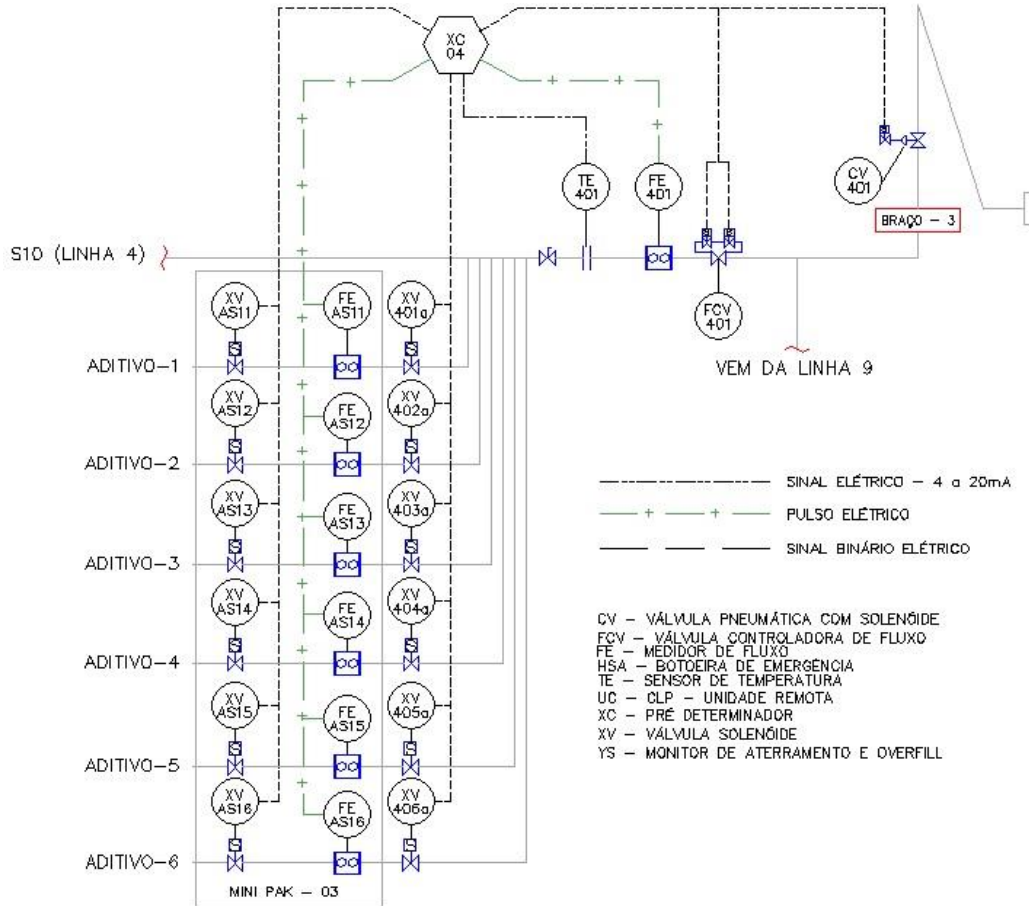 XC
04
TE
401
FE
401
CV
401
BRAÇO - 3
S10 (LINHA 4)
FCV
401
VEM DA LINHA 9
XV
AS11
FE
AS11
XV
401a
ADITIVO-1
XV
AS12
FE
AS12
XV
402a
ADITIVO-2
XV
AS13
FE
AS13
XV
403a
ADITIVO-3
XV
AS14
FE
AS14
XV
404a
ADITIVO-4
XV
AS15
FE
AS15
XV
405a
ADITIVO-5
XV
AS16
FE
AS16
XV
406a
ADITIVO-6
MINI PAK - 03
SINAL ELÉTRICO - 4 a 20mA
PULSO ELÉTRICO
SINAL BINÁRIO ELÉTRICO
CV - VÁLVULA PNEUMÁTICA COM SOLENÓIDE
FCV - VÁLVULA CONTROLADORA DE FLUXO
FE - MEDIDOR DE FLUXO
HSA - BOTOEIRA DE EMERGÊNCIA
TE - SENSOR DE TEMPERATURA
UC - CLP - UNIDADE REMOTA
XC - PRÉ DETERMINADOR
XV - VÁLVULA SOLENÓIDE
YS - MONITOR DE ATERRAMENTO E OVERFILL